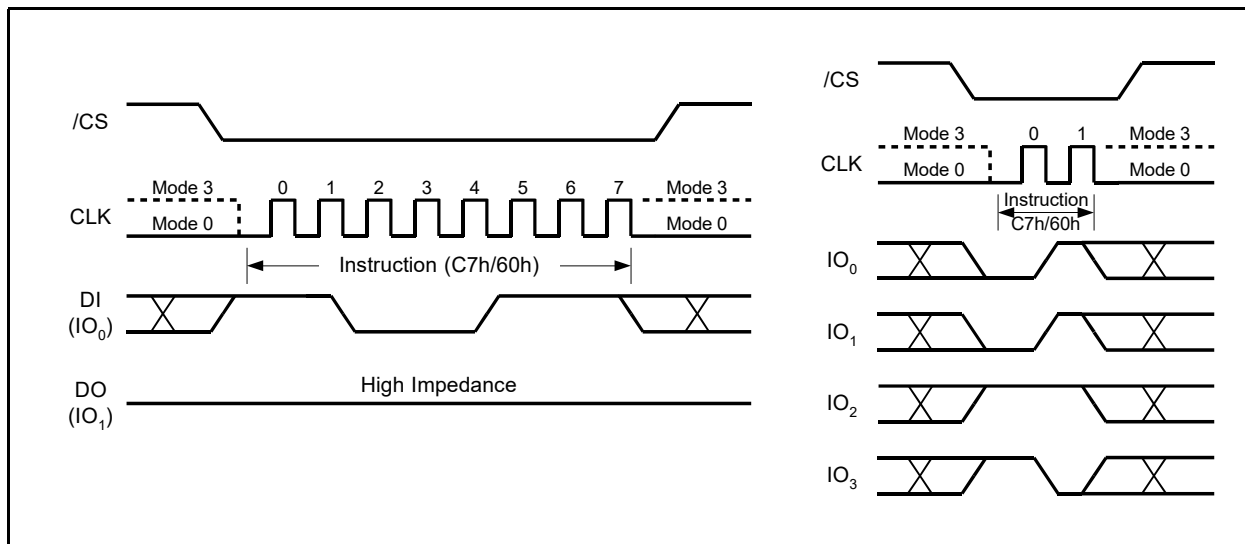 /CS
Mode 3
0 1 2 3 4 5 6 7
Mode 3
CLK
Mode 0
Mode 0
Instruction (C7h/60h)
DI
(IO0)
High Impedance
DO
(IO1)
/CS
Mode 3
0 1
Mode 3
CLK
Mode 0
Mode 0
Instruction
C7h/60h
IO0
IO1
IO2
IO3